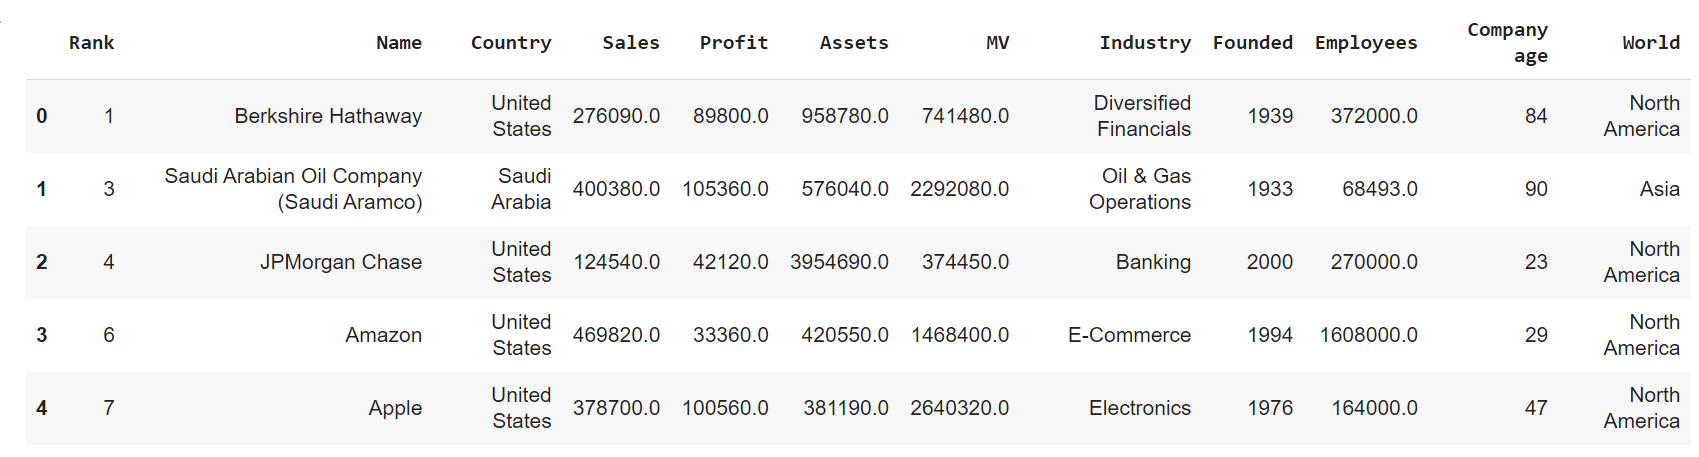 Rank Name Country Sales Profit Assets MV Industry Founded Employees Company age World
0 1 Berkshire Hathaway United States 276090.0 89800.0 958780.0 741480.0 Diversified Financials 1939 372000.0 84 North America
1 3 Saudi Arabian Oil Company (Saudi Aramco) Saudi Arabia 400380.0 105360.0 576040.0 2292080.0 Oil & Gas Operations 1933 68493.0 90 Asia
2 4 JPMorgan Chase United States 124540.0 42120.0 3954690.0 374450.0 Banking 2000 270000.0 23 North America
3 6 Amazon United States 469820.0 33360.0 420550.0 1468400.0 E-Commerce 1994 1608000.0 29 North America
4 7 Apple United States 378700.0 100560.0 381190.0 2640320.0 Electronics 1976 164000.0 47 North America